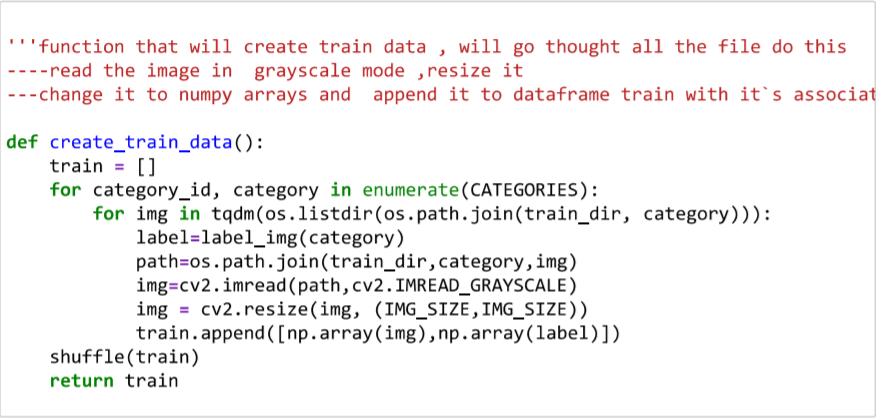 '''function that will create train data , will go thought all the file do this
----read the image in  grayscale mode ,resize it
---change it to numpy arrays and  append it to dataframe train with it`s associat
def create_train_data():
    train = []
    for category_id, category in enumerate(CATEGORIES):
        for img in tqdm(os.listdir(os.path.join(train_dir, category))):
            label=label_img(category)
            path=os.path.join(train_dir,category,img)
            img=cv2.imread(path,cv2.IMREAD_GRAYSCALE)
            img = cv2.resize(img, (IMG_SIZE,IMG_SIZE))
            train.append([np.array(img),np.array(label)])
    shuffle(train)
    return train